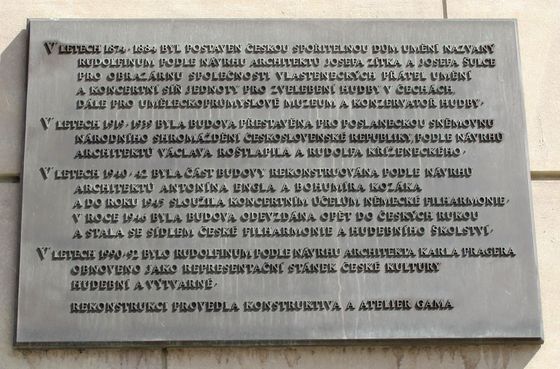 V LETECH 1874-1884 BYL POSTAVEN ČESKOU SPOŘITELNOU DŮM UMĚNÍ NAZVANÝ
RUDOLFINUM PODLE NÁVRHU ARCHITEKTŮ JOSEFA ZÍTKA A JOSEFA ŠULCE
PRO OBRAZÁRNU SPOLEČNOSTI VLASTENECKÝCH PŘÁTEL UMĚNÍ
A KONCERTNÍ SÍŇ JEDNOTY PRO ZVELEBENÍ HUDBY V ČECHÁCH,
DÁLE PRO UMĚLECKOPRŮMYSLOVÉ MUZEUM A KONZERVATOŘ HUDBY.
V LETECH 1919-1939 BYLA BUDOVA PŘESTAVĚNA PRO POSLANECKOU SNĚMOVNU
NÁRODNÍHO SHROMÁŽDĚNÍ ČESKOSLOVENSKÉ REPUBLIKY, PODLE NÁVRHU
ARCHITEKTŮ VÁCLAVA ROŠTLAPILA A RUDOLFA KŘÍŽENECKÉHO.
V LETECH 1940-42 BYLA ČÁST BUDOVY REKONSTRUOVÁNA PODLE NÁVRHU
ARCHITEKTŮ ANTONÍNA ENGLA A BOHUMÍRA KOZÁKA
A DO ROKU 1945 SLOUŽILA KONCERTNÍM ÚČELŮM NĚMECKÉ FILHARMONIE.
V ROCE 1946 BYLA BUDOVA ODEVZDÁNA OPĚT DO ČESKÝCH RUKOU
A STALA SE SÍDLEM ČESKÉ FILHARMONIE A HUDEBNÍHO ŠKOLSTVÍ.
V LETECH 1990-92 BYLO RUDOLFINUM PODLE NÁVRHU ARCHITEKTA KARLA PRAGERA
OBNOVENO JAKO REPRESENTAČNÍ STÁNEK ČESKÉ KULTURY
HUDEBNÍ A VÝTVARNÉ.
REKONSTRUKCI PROVEDLA KONSTRUKTIVA A ATELIER GAMA